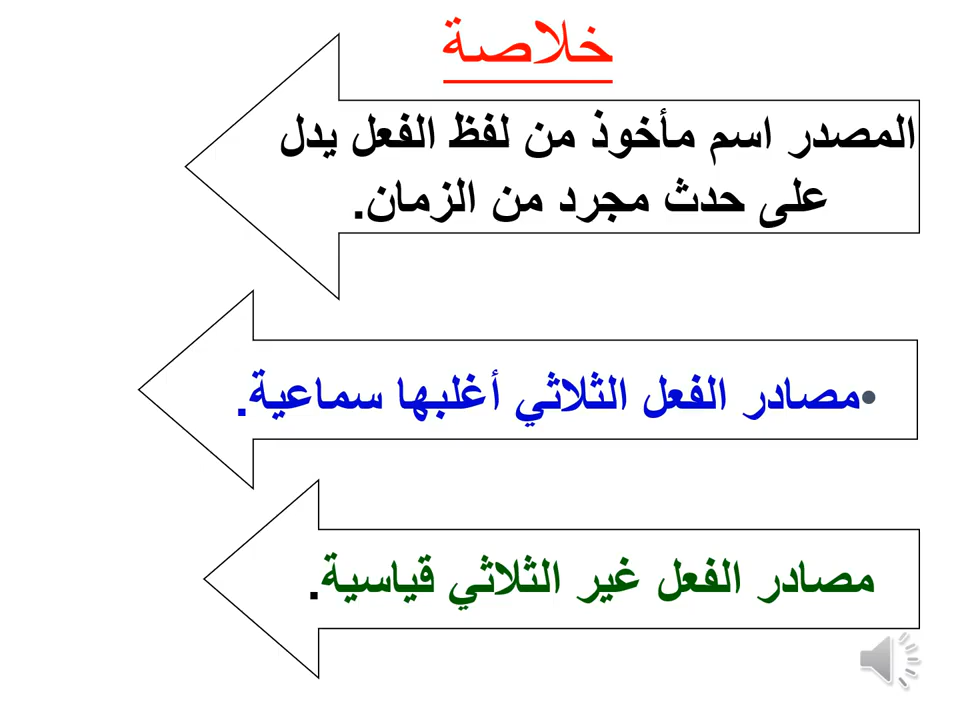 خلاصة
المصدر اسم مأخوذ من لفظ الفعل يدل
على حدث مجرد من الزمان.
•مصادر الفعل الثلاثي أغلبها سماعية.
مصادر الفعل غير الثلاثي قياسية.